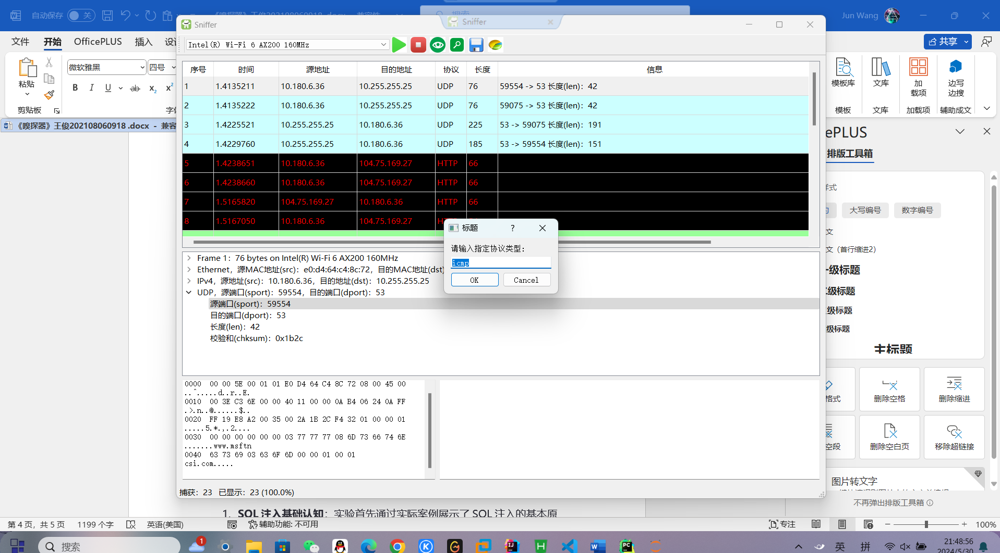 自动保存 关
Jun Wang
文件 开始 OfficePLUS 插入
共享
粘贴
剪贴板
微软雅黑 四号
B I U ab x₂ x²
模板库
模板
文库
文库
加载项
加载项
边写边搜
辅助成文
《嗅探器》王俊202108060918 .docx - 兼容
Sniffer
Sniffer
Intel(R) Wi-Fi 6 AX200 160MHz
序号 时间 源地址 目的地址 协议 长度 信息
1 1.4135211 10.180.6.36 10.255.255.25 UDP 76 59554 -> 53 长度(len)：42
2 1.4135222 10.180.6.36 10.255.255.25 UDP 76 59075 -> 53 长度(len)：42
3 1.4225521 10.255.255.25 10.180.6.36 UDP 225 53 -> 59075 长度(len)：191
4 1.4229760 10.255.255.25 10.180.6.36 UDP 185 53 -> 59554 长度(len)：151
5 1.4238651 10.180.6.36 104.75.169.27 HTTP 66
6 1.4238660 10.180.6.36 104.75.169.27 HTTP 66
7 1.5165820 104.75.169.27 10.180.6.36 HTTP 66
8 1.5167050 10.180.6.36 104.75.169.27
标题 ?
请输入指定协议类型：
icmp
OK Cancel
Frame 1：76 bytes on Intel(R) Wi-Fi 6 AX200 160MHz
Ethernet，源MAC地址(src)：e0:d4:64:c4:8c:72，目的MAC地址(dst)
IPv4，源地址(src)：10.180.6.36，目的地址(dst)：10.255.255.25
UDP，源端口(sport)：59554，目的端口(dport)：53
源端口(sport)：59554
目的端口(dport)：53
长度(len)：42
校验和(chksum)：0x1b2c
0000 00 00 5E 00 01 01 E0 D4 64 C4 8C 72 08 00 45 00
..^.....d..r..E.
0010 00 3E C3 6E 00 00 40 11 00 00 0A B4 06 24 0A FF
.>.n..@......$..
0020 FF 19 E8 A2 00 35 00 2A 1B 2C F4 32 01 00 00 01
.....5.*.,.2....
0030 00 00 00 00 00 00 03 77 77 77 08 6D 73 66 74 6E
.......www.msftn
0040 63 73 69 03 63 6F 6D 00 00 01 00 01
csi.com.....
捕获：23 已显示：23 (100.0%)
ePLUS
排版工具箱
大写编号 数字编号
文
文（首行缩进2）
级标题
级标题
级标题
级标题
主标题
格式 删除空格 删除缩进
空段 删除空白页 移除超链接
图片转文字
不再弹出排版工具箱
1. SQL 注入基础认知：实验首先通过实际案例展示了 SQL 注入的基本原
第 4 页，共 5 页 1199 个字 英语(美国) 辅助功能: 不可用 专注 100%
搜索
1
英 拼
21:48:56
2024/5/30